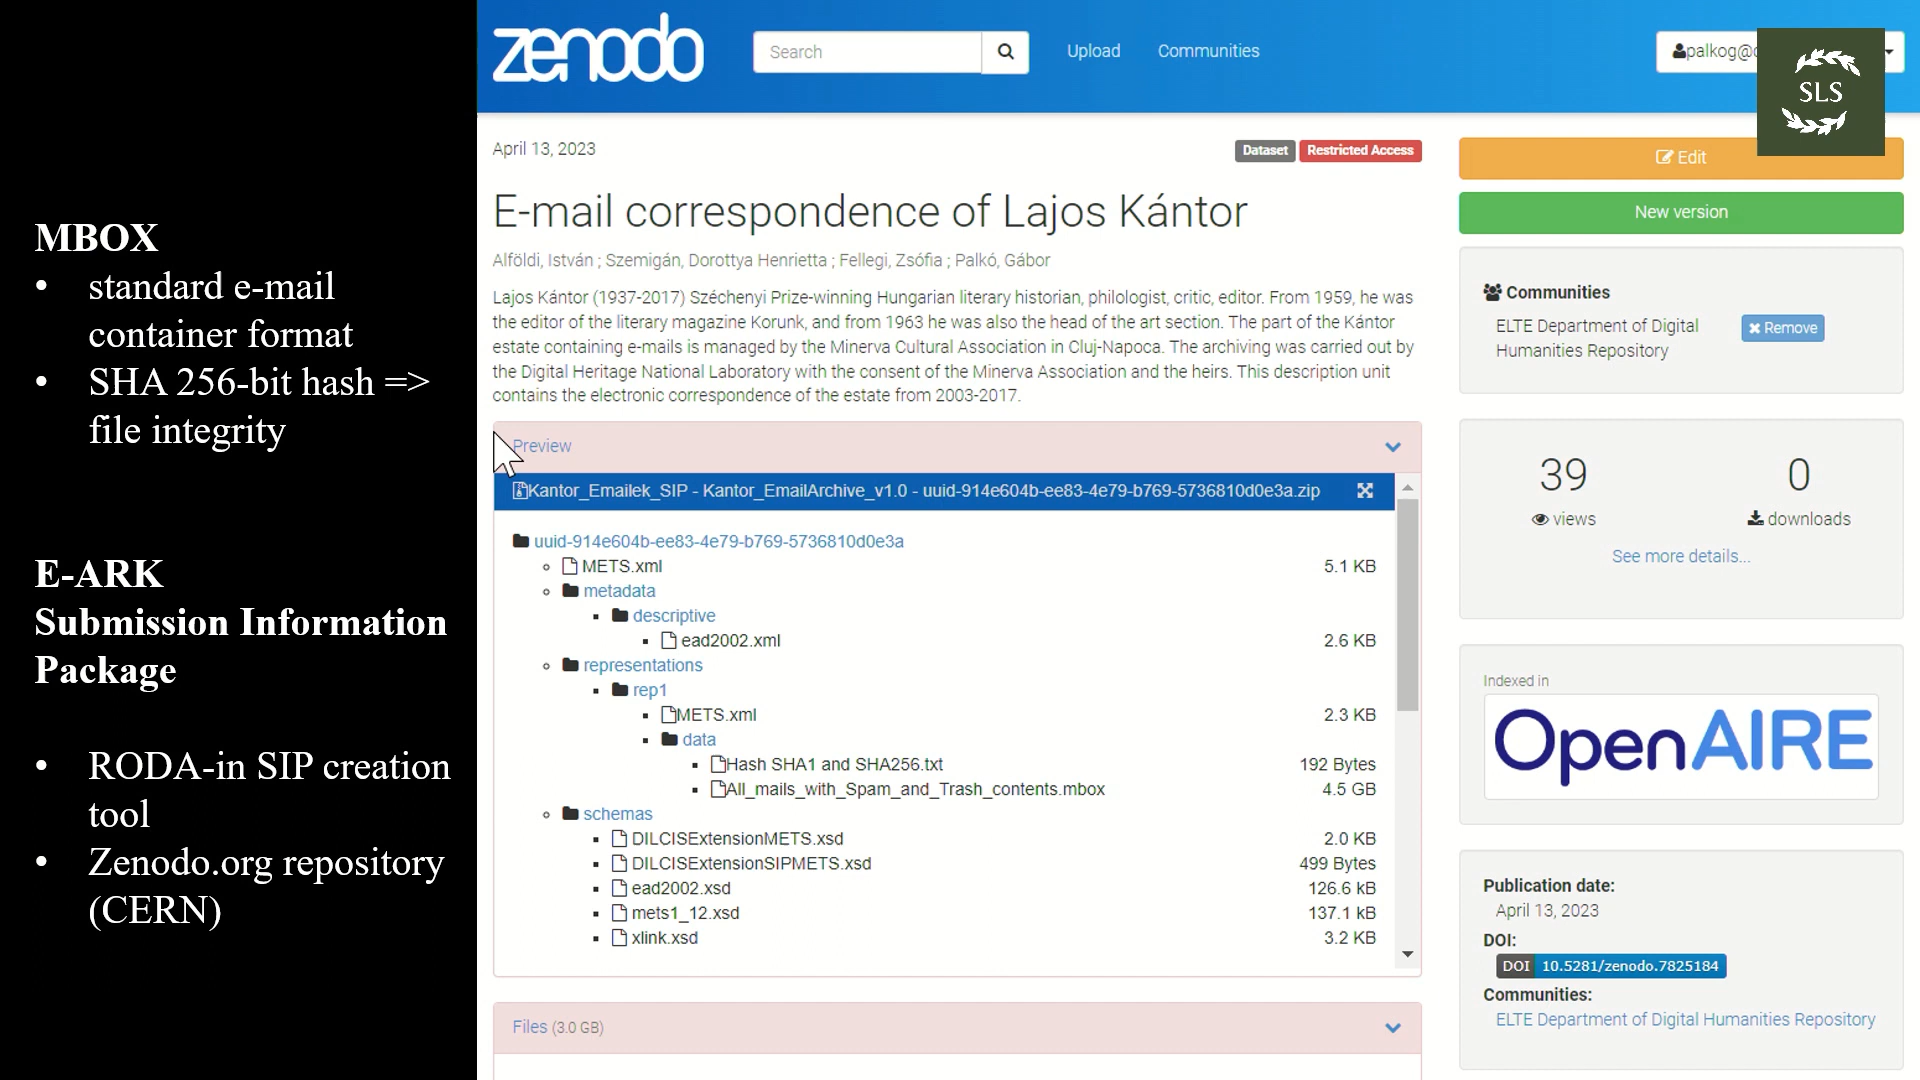 MBOX
• standard e-mail
container format
• SHA 256-bit hash =>
file integrity
E-ARK
Submission Information
Package
• RODA-in SIP creation
tool
• Zenodo.org repository
(CERN)
zenodo
Search
Upload
Communities
palkog@
SLS
April 13, 2023
Dataset
Restricted Access
E-mail correspondence of Lajos Kántor
Alföldi, István ; Szemigán, Dorottya Henrietta ; Fellegi, Zsófia ; Palkó, Gábor
Lajos Kántor (1937-2017) Széchenyi Prize-winning Hungarian literary historian, philologist, critic, editor. From 1959, he was
the editor of the literary magazine Korunk, and from 1963 he was also the head of the art section. The part of the Kántor
estate containing e-mails is managed by the Minerva Cultural Association in Cluj-Napoca. The archiving was carried out by
the Digital Heritage National Laboratory with the consent of the Minerva Association and the heirs. This description unit
contains the electronic correspondence of the estate from 2003-2017.
Preview
Kantor_Emailek_SIP - Kantor_EmailArchive_v1.0 - uuid-914e604b-ee83-4e79-b769-5736810d0e3a.zip
uuid-914e604b-ee83-4e79-b769-5736810d0e3a
METS.xml 5.1 KB
metadata
descriptive
ead2002.xml 2.6 KB
representations
rep1
METS.xml 2.3 KB
data
Hash SHA1 and SHA256.txt 192 Bytes
All_mails_with_Spam_and_Trash_contents.mbox 4.5 GB
schemas
DILCISExtensionMETS.xsd 2.0 KB
DILCISExtensionSIPMETS.xsd 499 Bytes
ead2002.xsd 126.6 kB
mets1_12.xsd 137.1 kB
xlink.xsd 3.2 KB
Files (3.0 GB)
Edit
New version
Communities
ELTE Department of Digital
Humanities Repository
Remove
39 0
views downloads
See more details...
Indexed in
OpenAIRE
Publication date:
April 13, 2023
DOI:
DOI 10.5281/zenodo.7825184
Communities:
ELTE Department of Digital Humanities Repository